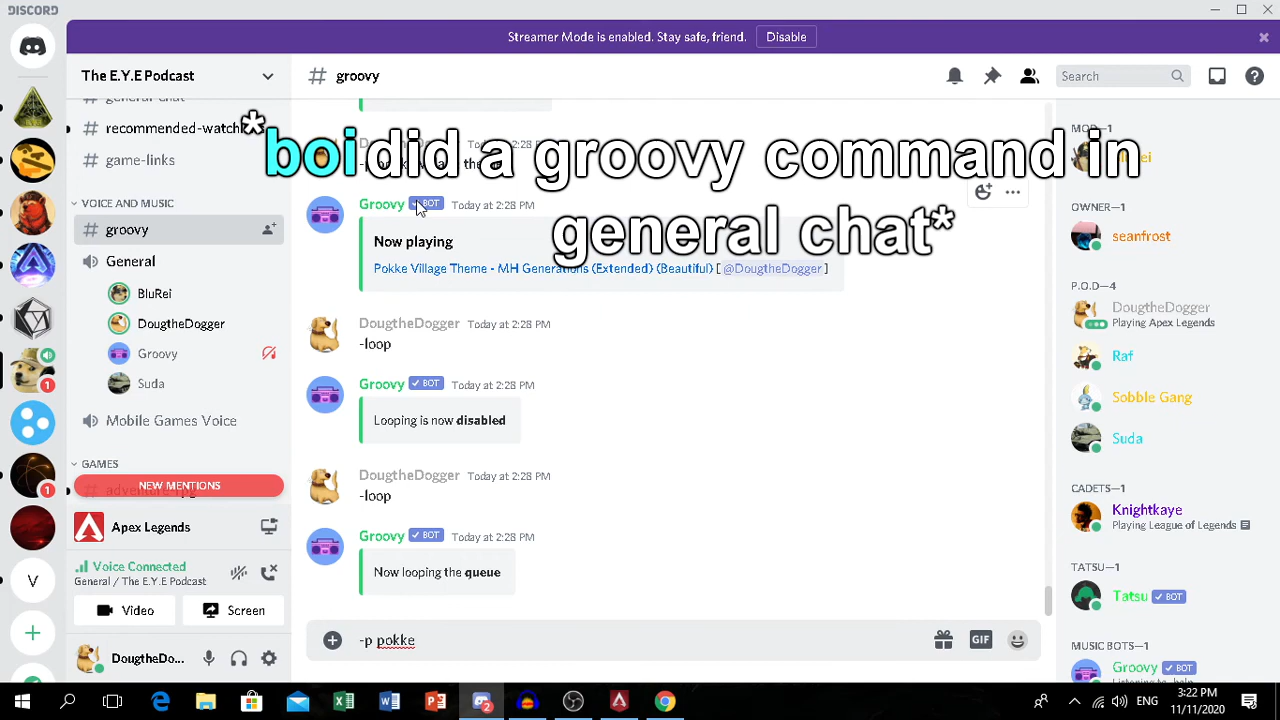 DISCORD
Streamer Mode is enabled. Stay safe, friend.
Disable
The E.Y.E Podcast
groovy
Search
general-chat
recommended-watch
game-links
VOICE AND MUSIC
groovy
General
BluRei
DougtheDogger
Groovy
Suda
Mobile Games Voice
GAMES
NEW MENTIONS
Apex Legends
Voice Connected
General / The E.Y.E Podcast
Video
Screen
DougtheDo...
*boi did a groovy command in
general chat*
Groovy BOT Today at 2:28 PM
Now playing
Pokke Village Theme - MH Generations (Extended) (Beautiful) [ @DougtheDogger ]
DougtheDogger Today at 2:28 PM
-loop
Groovy BOT Today at 2:28 PM
Looping is now disabled
DougtheDogger Today at 2:28 PM
-loop
Groovy BOT Today at 2:28 PM
Now looping the queue
-p pokke
GIF
MOD—1
OWNER—1
seanfrost
P.O.D—4
DougtheDogger
Playing Apex Legends
Raf
Sobble Gang
Suda
CADETS—1
Knightkaye
Playing League of Legends
TATSU—1
Tatsu BOT
MUSIC BOTS—1
Groovy BOT
V
1
1
2
ENG
3:22 PM
11/11/2020